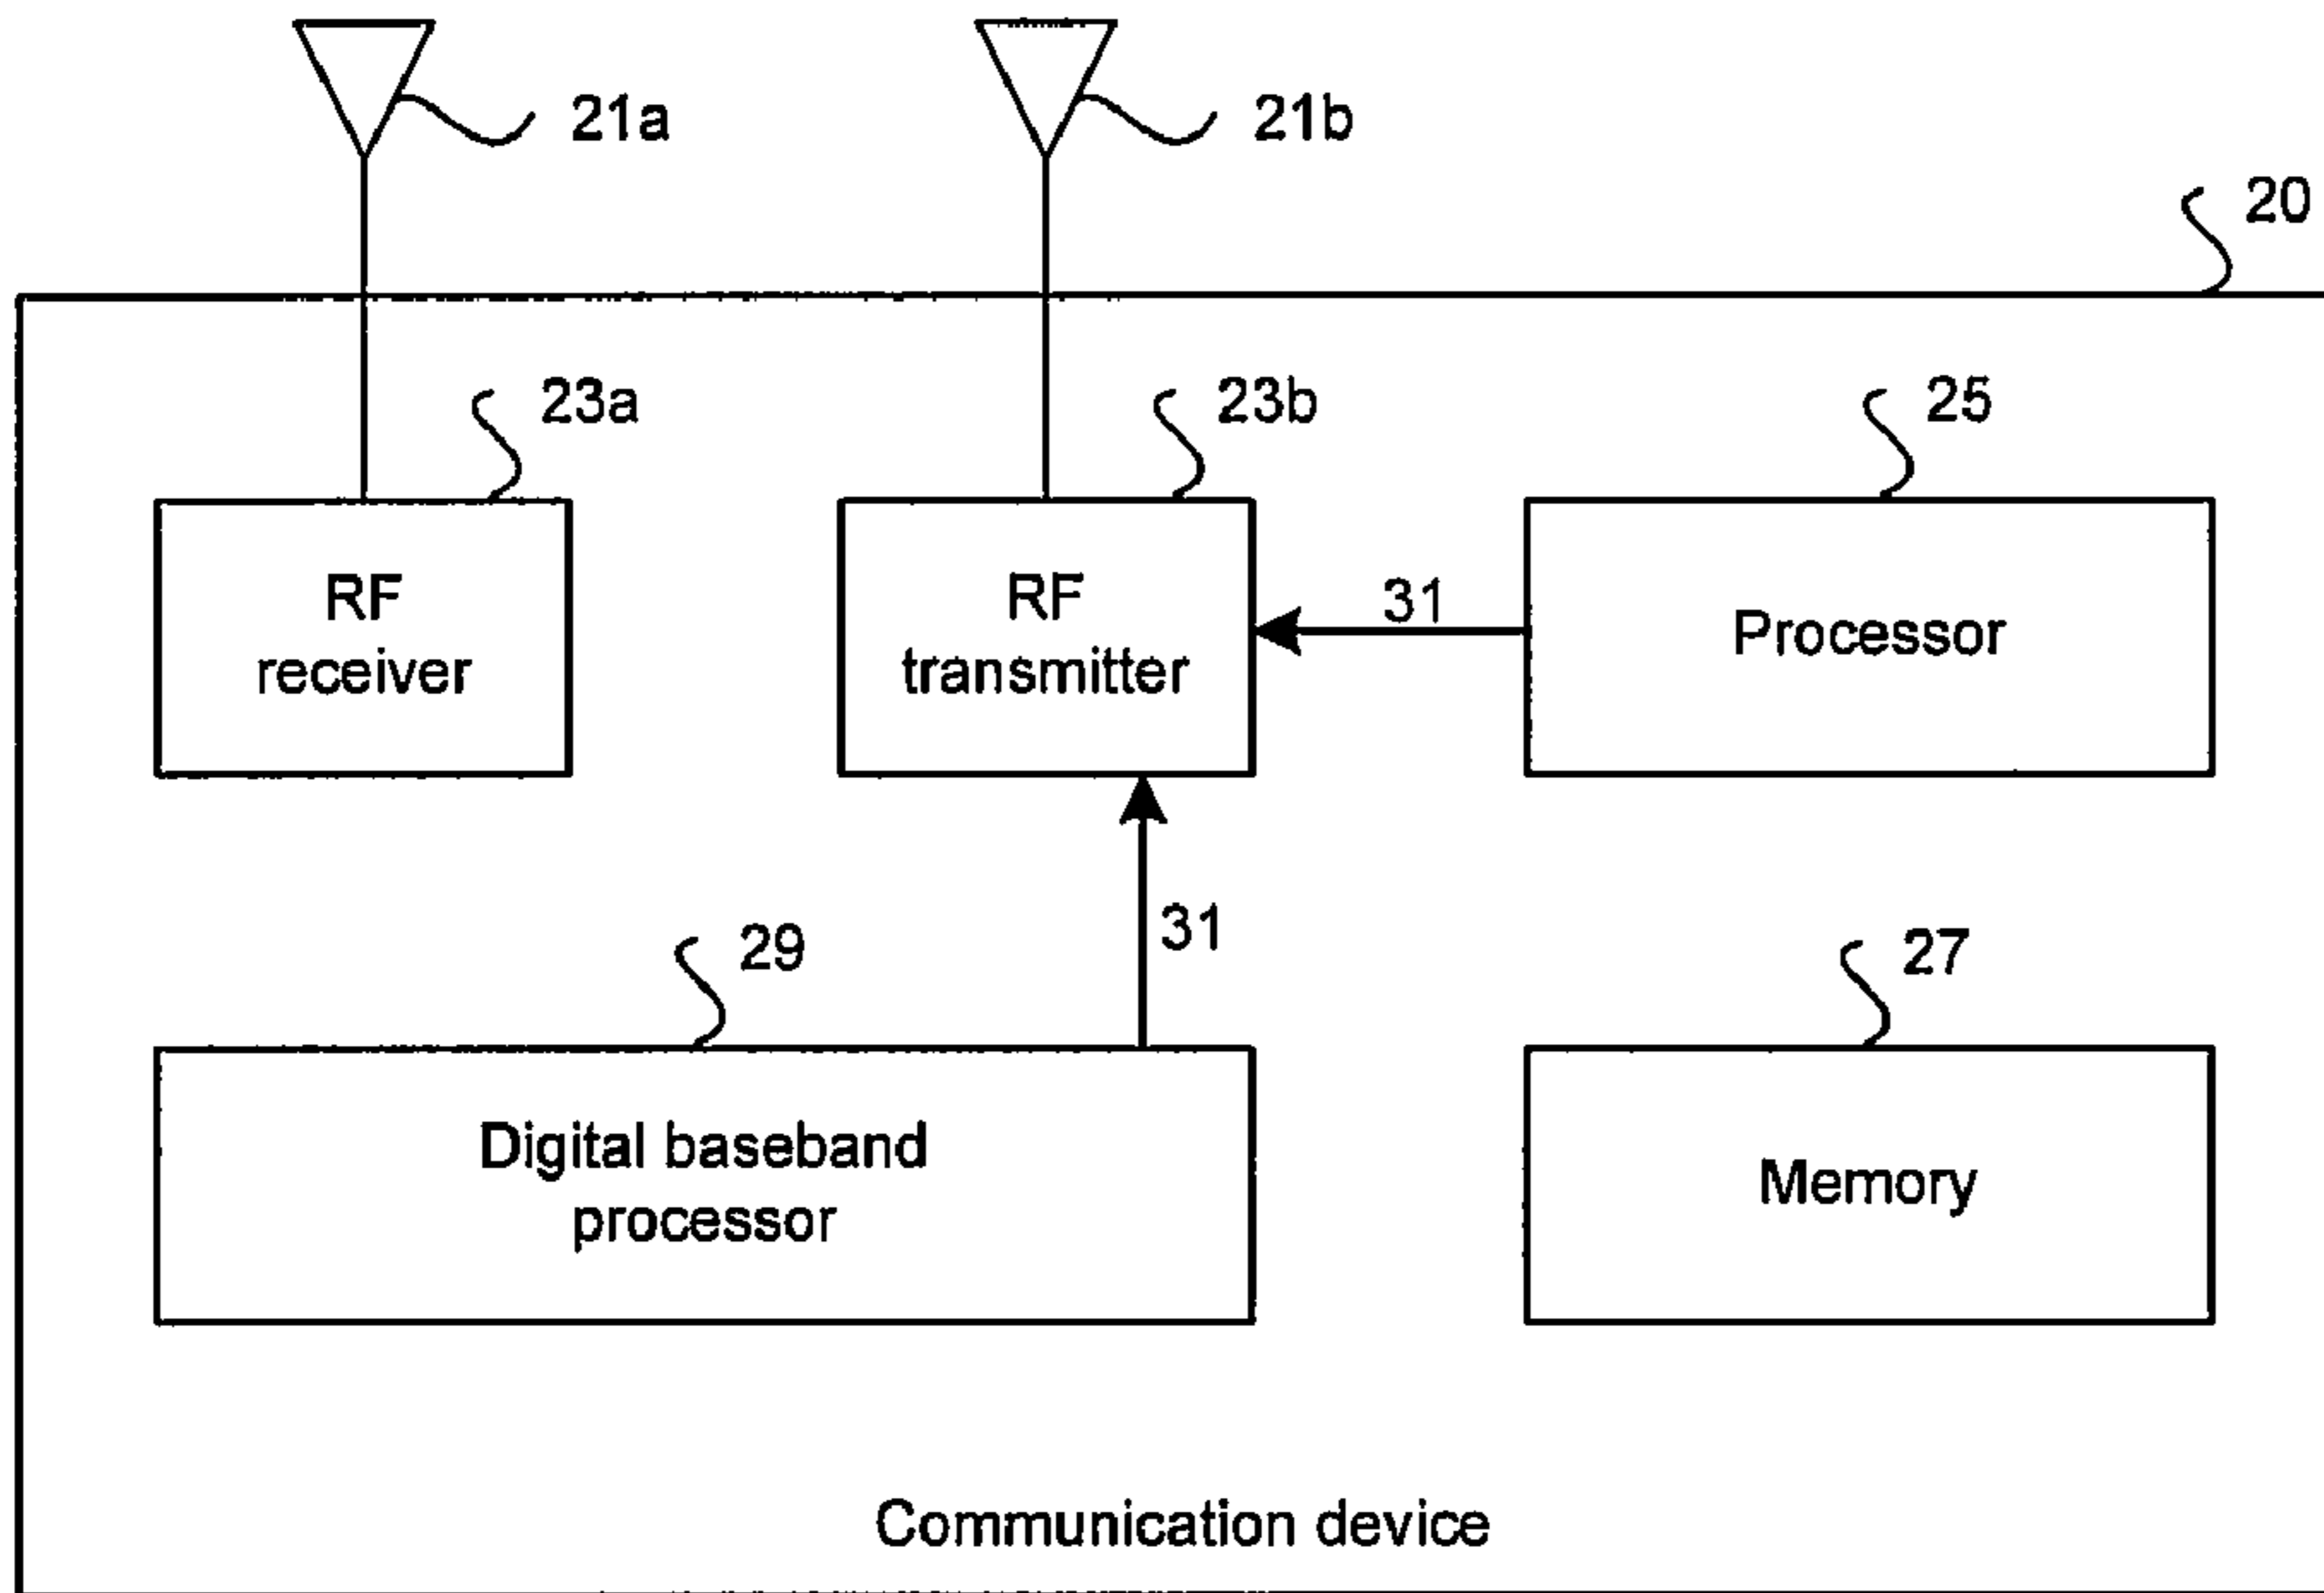 21a
21b
20
23a
23b
25
RF
receiver
RF
transmitter
31
Processor
31
29
27
Digital baseband
processor
Memory
Communication device